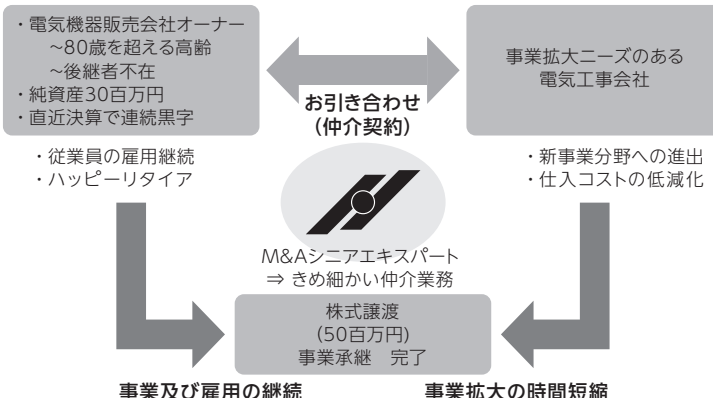 ・電気機器販売会社オーナー
~80歳を超える高齢
~後継者不在
・純資産30百万円
・直近決算で連続黒字
お引き合わせ
(仲介契約)
事業拡大ニーズのある
電気工事会社
・従業員の雇用継続
・ハッピーリタイア
・新事業分野への進出
・仕入コストの低減化
M&Aシニアエキスパート
⇒ きめ細かい仲介業務
株式譲渡
(50百万円)
事業承継　完了
事業及び雇用の継続
事業拡大の時間短縮